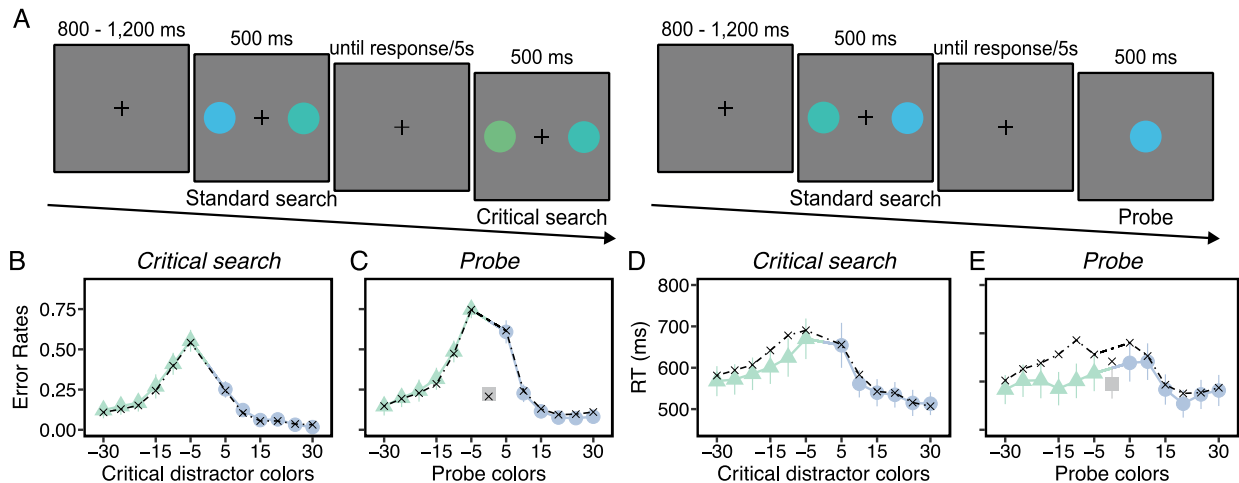 A
800 - 1,200 ms
500 ms
until response/5s
500 ms
Standard search
Critical search
800 - 1,200 ms
500 ms
until response/5s
500 ms
Standard search
Probe
B
Critical search
Error Rates
0.75
0.50
0.25
0.00
−30
−15
−5
5
15
30
Critical distractor colors
C
Probe
−30
−15
−5
5
15
30
Probe colors
D
Critical search
RT (ms)
800
700
600
500
−30
−15
−5
5
15
30
Critical distractor colors
E
Probe
−30
−15
−5
5
15
30
Probe colors